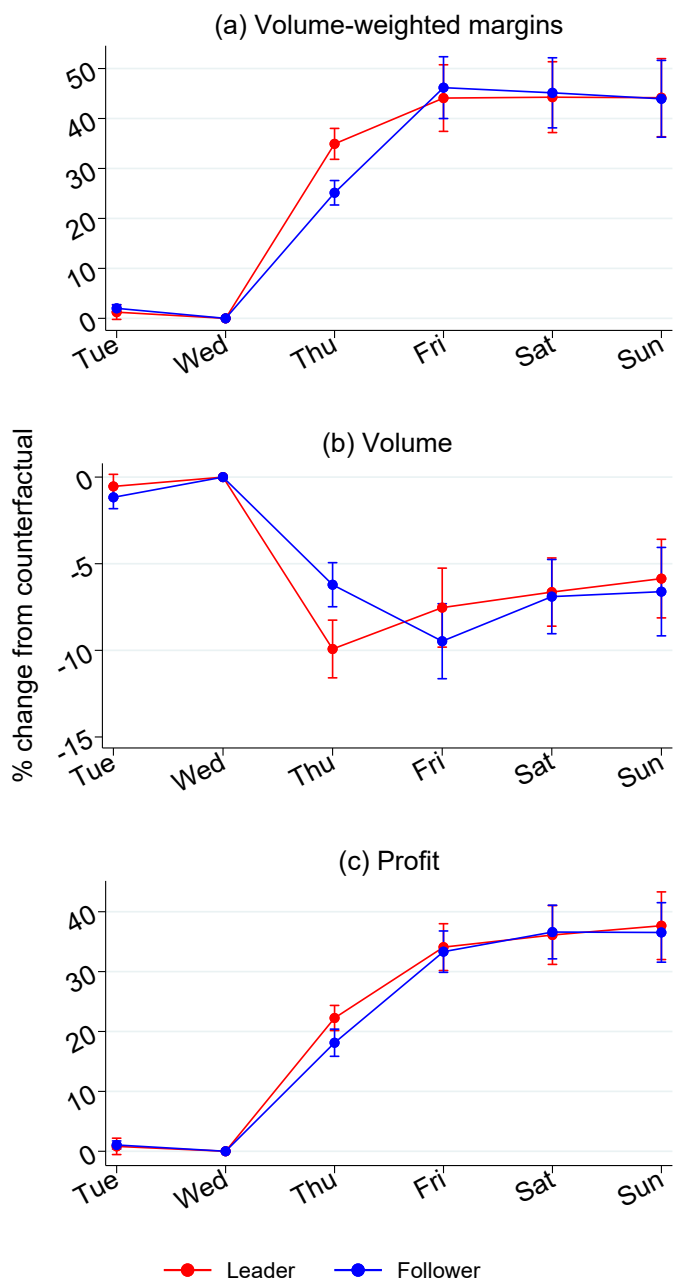 (a) Volume-weighted margins
50
40
30
20
10
0
Tue Wed Thu Fri Sat Sun
% change from counterfactual
(b) Volume
0
-5
-10
-15
Tue Wed Thu Fri Sat Sun
(c) Profit
40
30
20
10
0
Tue Wed Thu Fri Sat Sun
Leader Follower